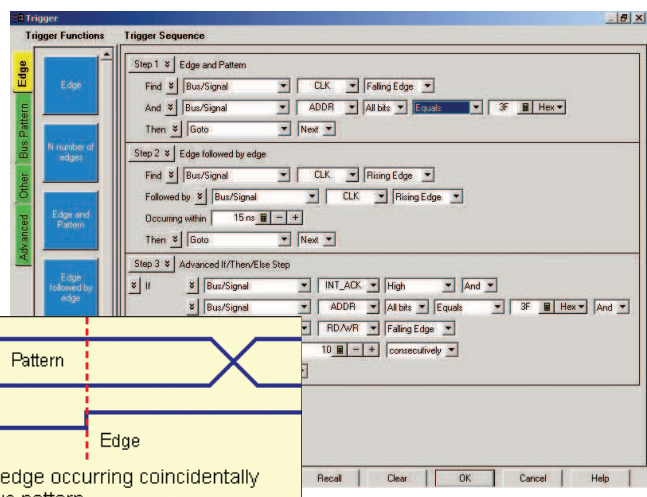 Trigger
Trigger Functions
Trigger Sequence
Edge
Bus Pattern
Other
Advanced
Edge
N number of
edges
Edge and
Pattern
Edge
followed by
edge
Step 1 Edge and Pattern
Find Bus/Signal CLK Falling Edge
And Bus/Signal ADDR All bits Equals 3F Hex
Then Goto Next
Step 2 Edge followed by edge
Find Bus/Signal CLK Rising Edge
Followed by Bus/Signal CLK Rising Edge
Occurring within 15 ns - +
Then Goto Next
Step 3 Advanced If/Then/Else Step
If Bus/Signal INT_ACK High And
Bus/Signal ADDR All bits Equals 3F Hex And
RD/WR Falling Edge
10 - + consecutively
Pattern
Edge
edge occurring coincidentally
pattern
Recall Clear OK Cancel Help